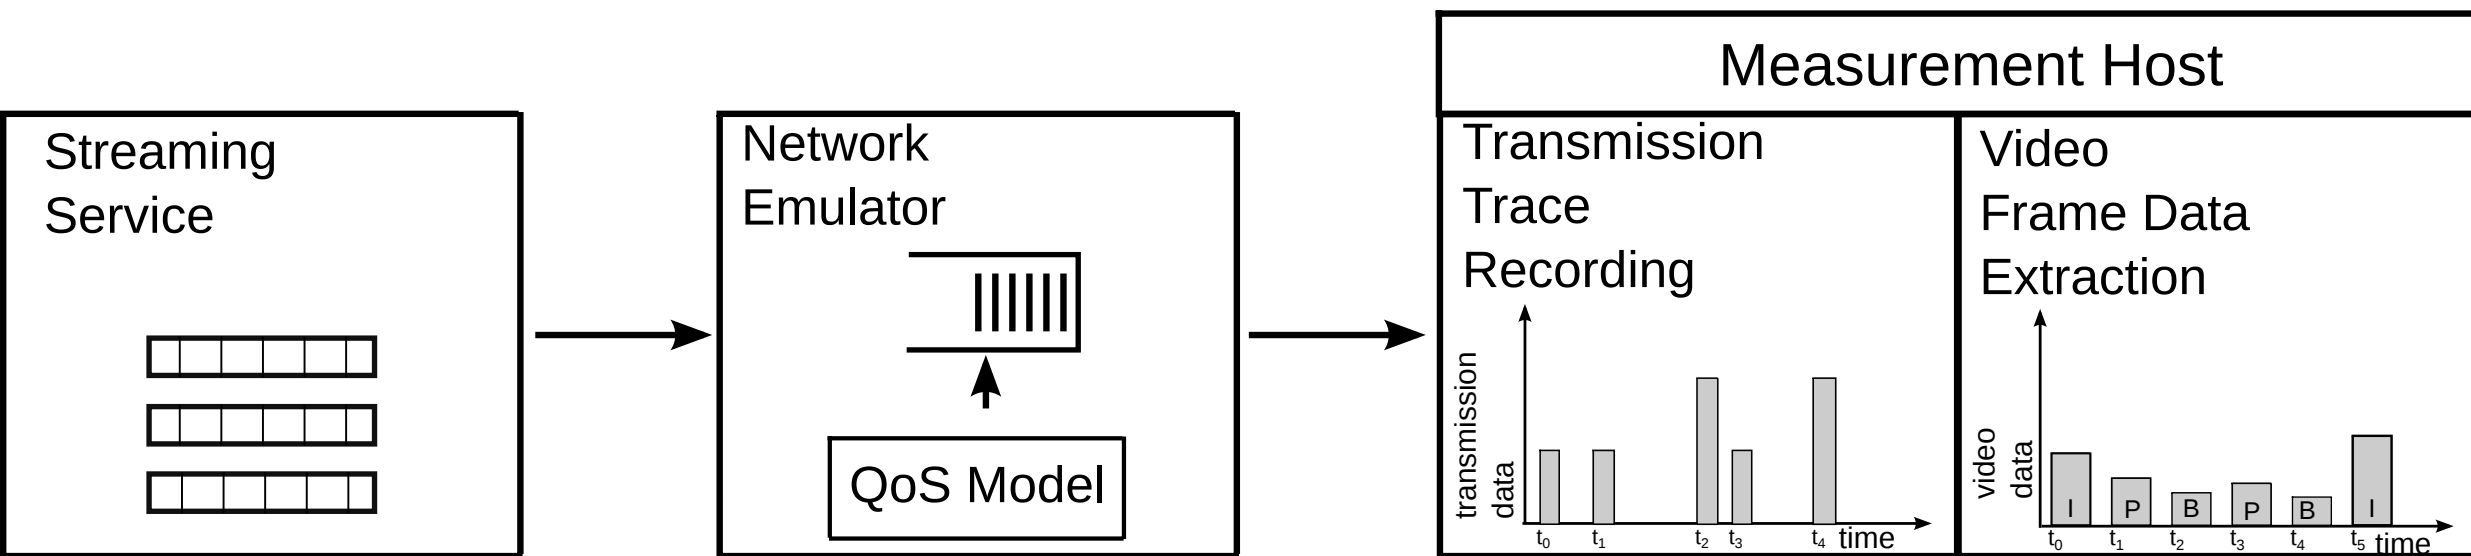 Measurement Host
Streaming
Service
Network
Emulator
QoS Model
Transmission
Trace
Recording
transmission
data
t0 t1 t2 t3 t4 time
Video
Frame Data
Extraction
video
data
I P B P B I
t0 t1 t2 t3 t4 t5 time